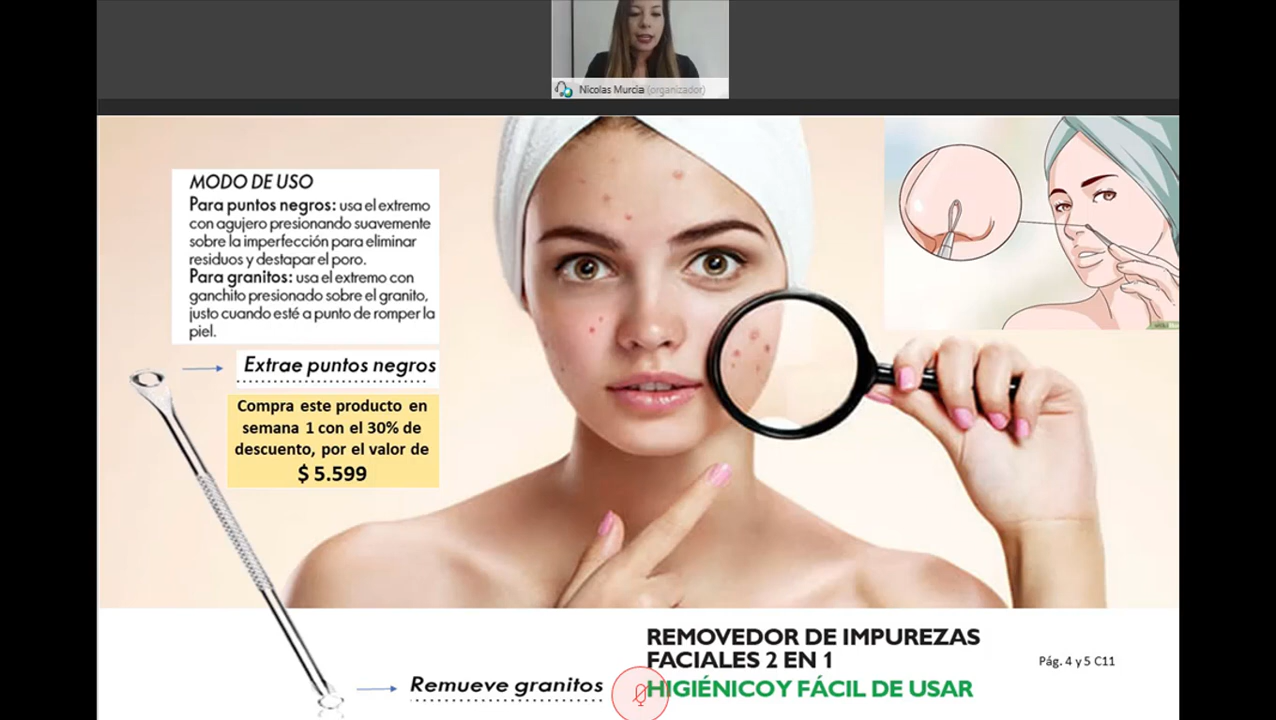 Nicolas Murcia (organizador)
MODO DE USO
Para puntos negros: usa el extremo
con agujero presionando suavemente
sobre la imperfección para eliminar
residuos y destapar el poro.
Para granitos: usa el extremo con
ganchito presionado sobre el granito,
justo cuando esté a punto de romper la
piel.
Extrae puntos negros
Compra este producto en
semana 1 con el 30% de
descuento, por el valor de
$ 5.599
REMOVEDOR DE IMPUREZAS
FACIALES 2 EN 1
HIGIÉNICO Y FÁCIL DE USAR
Pág. 4 y 5 C11
Remueve granitos